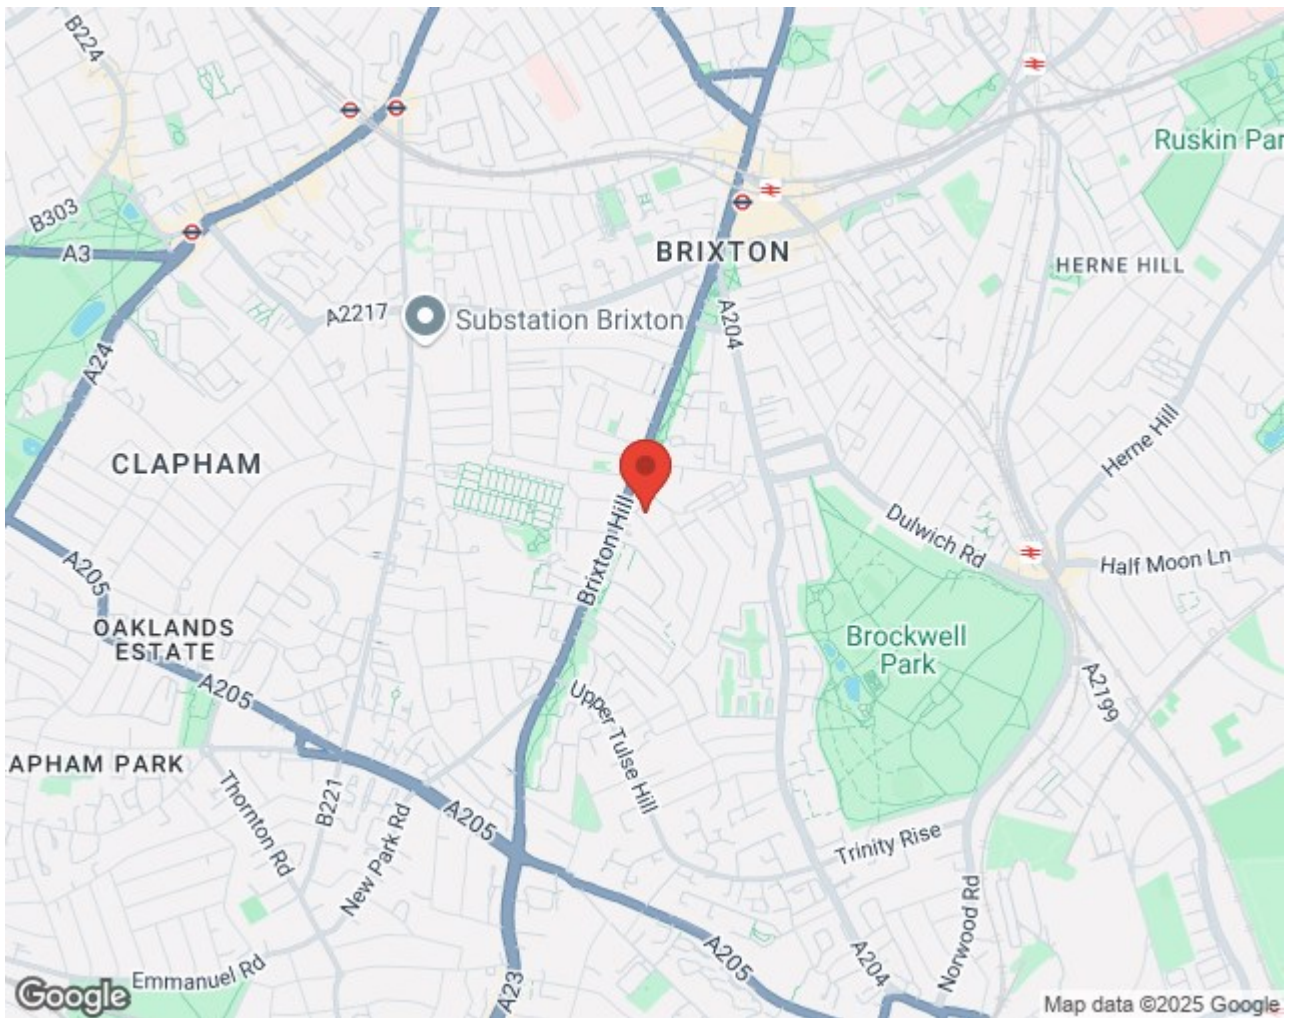 B224
Ruskin Par
B303
A3
BRIXTON
HERNE HILL
A2217
Substation Brixton
A204
A24
CLAPHAM
Herne Hill
Brixton Hill
Dulwich Rd
Half Moon Ln
A205
OAKLANDS
ESTATE
Brockwell
Park
A205
A2199
Upper Tulse Hill
APHAM PARK
Thornton Rd
B221
New Park Rd
A205
Trinity Rise
Norwood Rd
A205
A204
Emmanuel Rd
A23
Google
Map data ©2025 Google